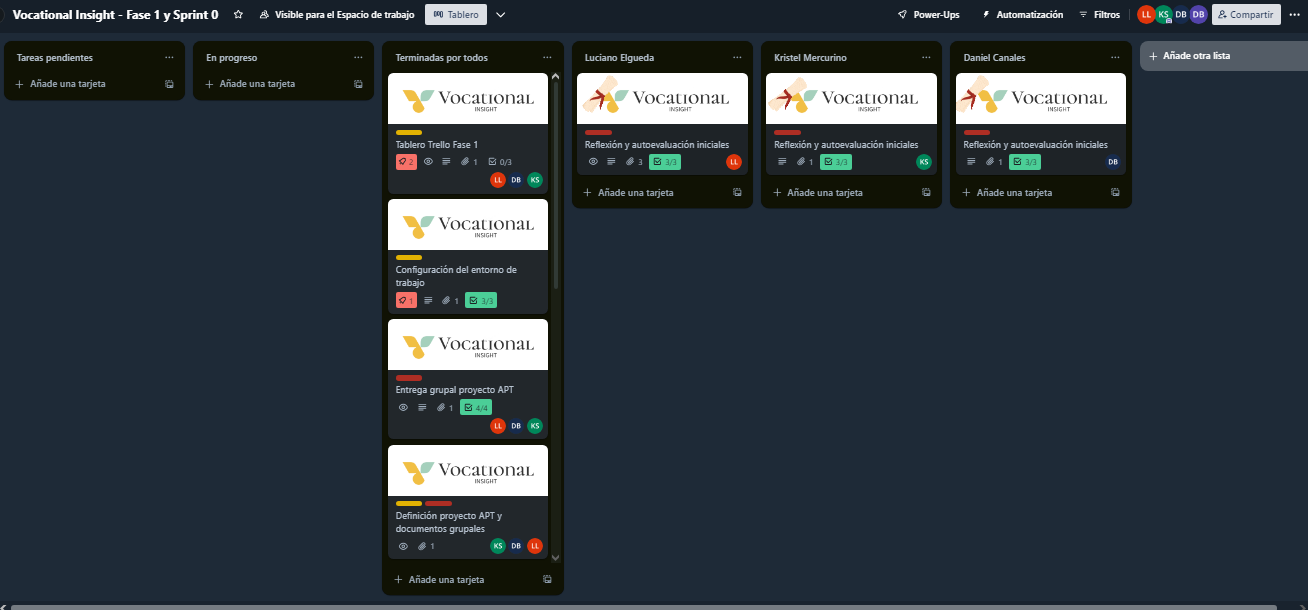 Vocational Insight - Fase 1 y Sprint 0
Visible para el Espacio de trabajo
Tablero
Power-Ups
Automatización
Filtros
LL
KS
DB
DB
Compartir
Tareas pendientes
Añade una tarjeta
En progreso
Añade una tarjeta
Terminadas por todos
VOCATIONAL
INSIGHT
Tablero Trello Fase 1
2
1
0/3
LL
DB
KS
VOCATIONAL
INSIGHT
Configuración del entorno de
trabajo
1
1
3/3
VOCATIONAL
INSIGHT
Entrega grupal proyecto APT
1
4/4
LL
DB
KS
VOCATIONAL
INSIGHT
Definición proyecto APT y
documentos grupales
1
KS
DB
LL
Añade una tarjeta
Luciano Elgueda
VOCATIONAL
INSIGHT
Reflexión y autoevaluación iniciales
3
3/3
LL
Añade una tarjeta
Kristel Mercurino
VOCATIONAL
INSIGHT
Reflexión y autoevaluación iniciales
1
3/3
KS
Añade una tarjeta
Daniel Canales
VOCATIONAL
INSIGHT
Reflexión y autoevaluación iniciales
1
3/3
DB
Añade una tarjeta
Añade otra lista